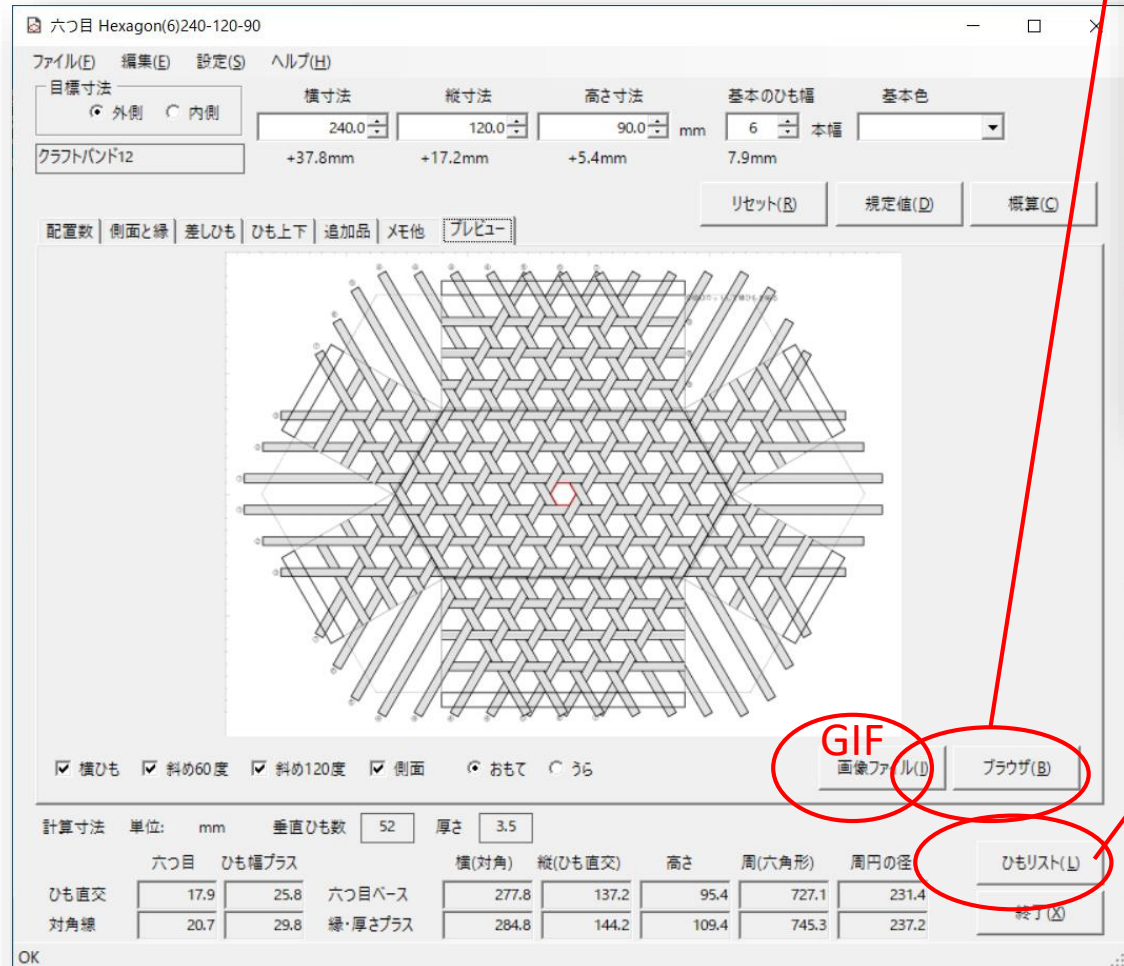 六つ目 Hexagon(6)240-120-90
ファイル(F) 編集(E) 設定(S) ヘルプ(H)
目標寸法 横寸法 縦寸法 高さ寸法 基本のひも幅 基本色
外側 内側 240.0 120.0 90.0 mm 6 本幅
クラフトバンド12 +37.8mm +17.2mm +5.4mm 7.9mm
リセット(R) 規定値(D) 概算(C)
配置数 側面と縁 差しひも ひも上下 追加品 メモ他 プレビュー
GIF
横ひも 斜め60度 斜め120度 側面 おもて うら 画像ファイル(I) ブラウザ(B)
計算寸法 単位: mm 垂直ひも数 52 厚さ 3.5
六つ目 ひも幅プラス 横(対角) 縦(ひも直交) 高さ 周(六角形) 周円の径 ひもリスト(L)
ひも直交 17.9 25.8 六つ目ベース 277.8 137.2 95.4 727.1 231.4
対角線 20.7 29.8 縁・厚さプラス 284.8 144.2 109.4 745.3 237.2 終了(X)
OK